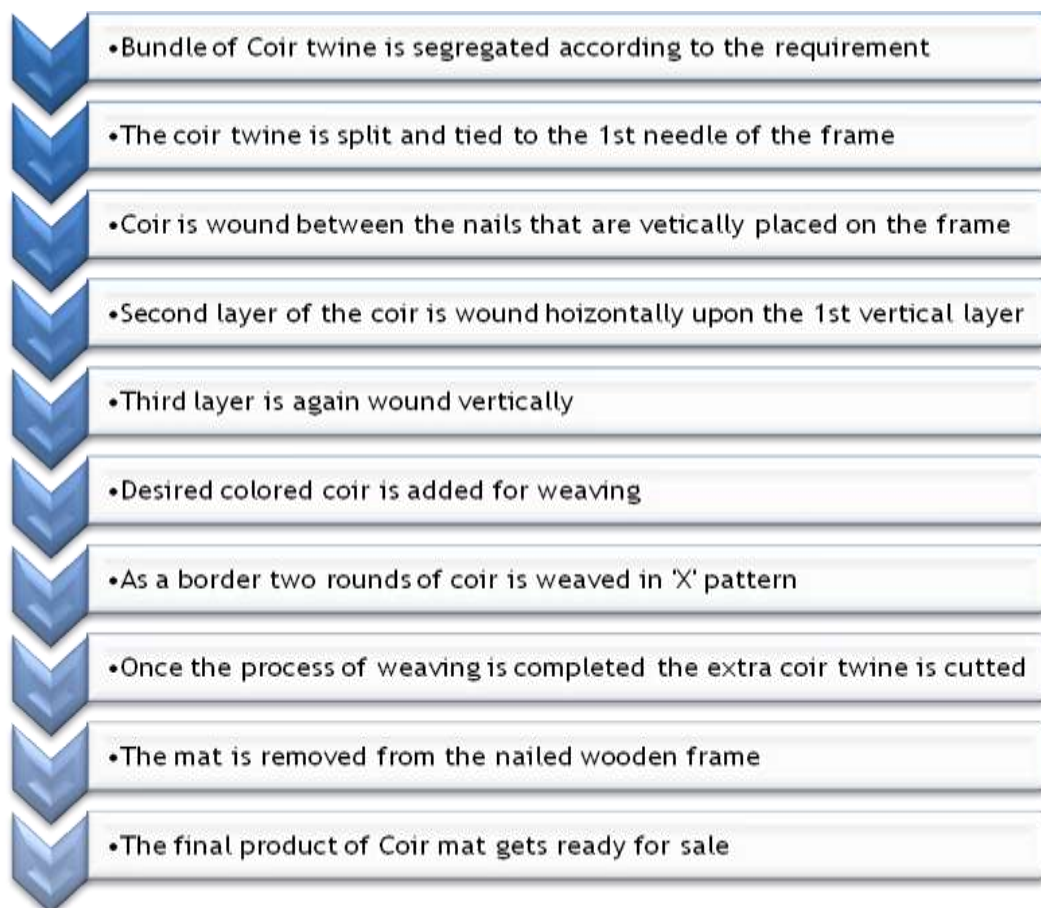 •Bundle of Coir twine is segregated according to the requirement
•The coir twine is split and tied to the 1st needle of the frame
•Coir is wound between the nails that are vetically placed on the frame
•Second layer of the coir is wound hoizontally upon the 1st vertical layer
•Third layer is again wound vertically
•Desired colored coir is added for weaving
•As a border two rounds of coir is weaved in 'X' pattern
•Once the process of weaving is completed the extra coir twine is cutted
•The mat is removed from the nailed wooden frame
•The final product of Coir mat gets ready for sale